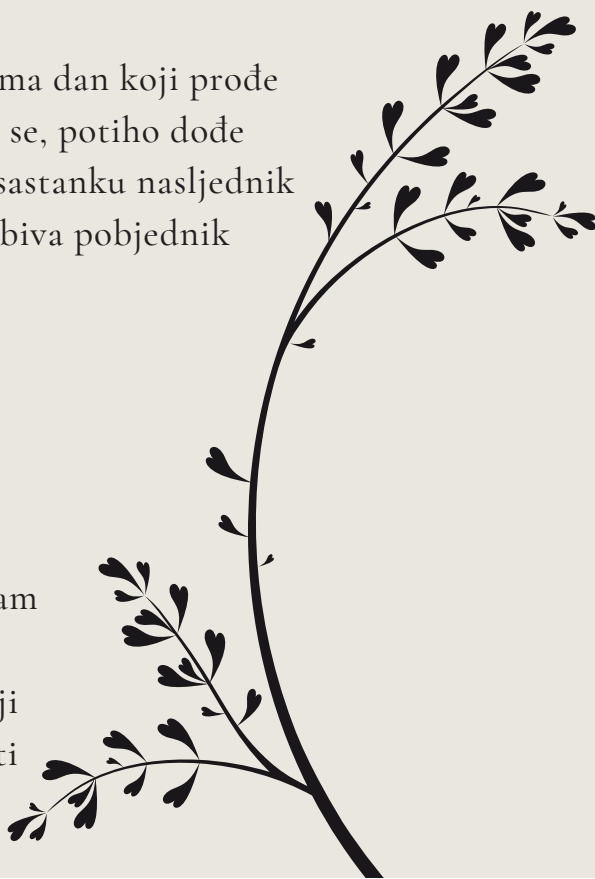 ma dan koji prođe
se, potiho dođe
sastanku nasljednik
biva pobjednik
am
ji
ti